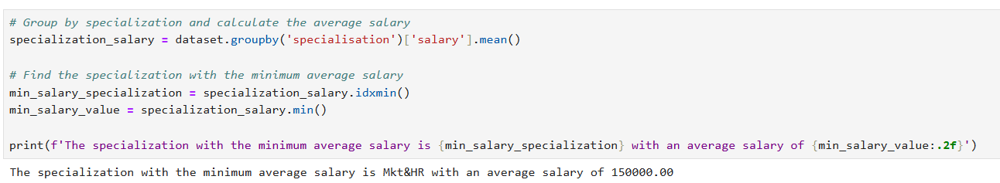 # Group by specialization and calculate the average salary
specialization_salary = dataset.groupby('specialisation')['salary'].mean()
# Find the specialization with the minimum average salary
min_salary_specialization = specialization_salary.idxmin()
min_salary_value = specialization_salary.min()
print(f'The specialization with the minimum average salary is {min_salary_specialization} with an average salary of {min_salary_value:.2f}')
The specialization with the minimum average salary is Mkt&HR with an average salary of 150000.00